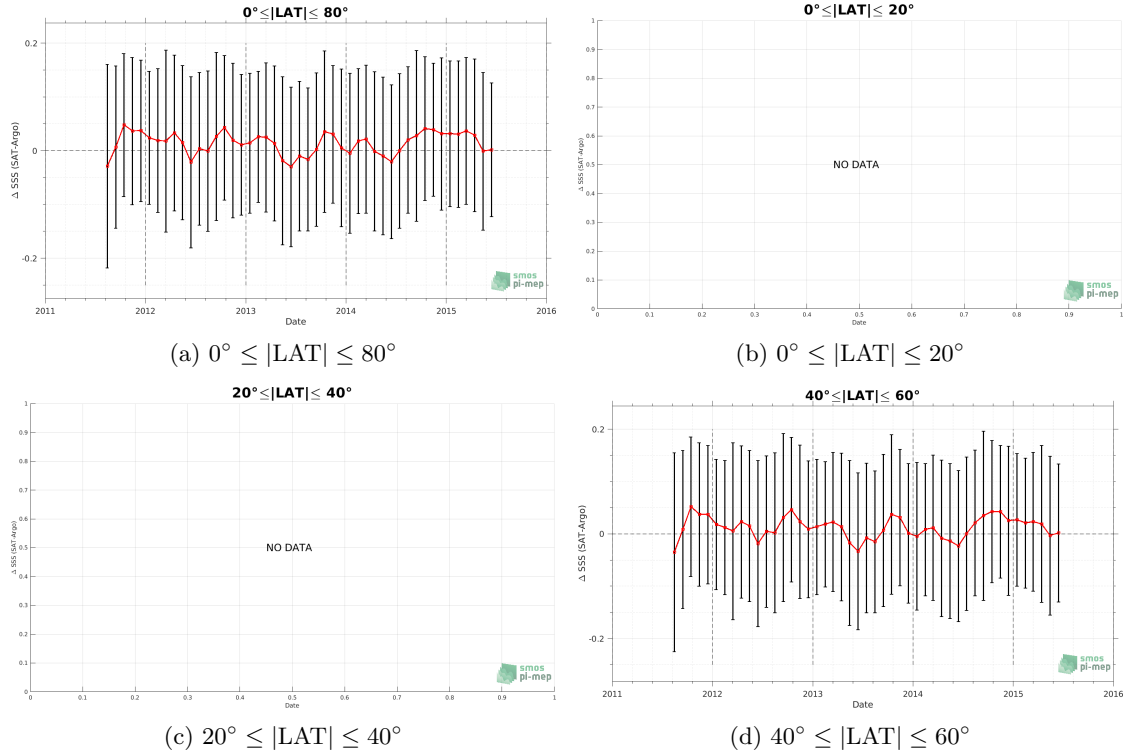 0°≤|LAT|≤ 80°
0.2
0
-0.2
Δ SSS (SAT-Argo)
2011 2012 2013 2014 2015 2016
Date
smos
pi-mep
(a) 0° ≤ |LAT| ≤ 80°
0°≤|LAT|≤ 20°
1
0.9
0.8
0.7
0.6
0.5
0.4
0.3
0.2
0.1
0
Δ SSS (SAT-Argo)
NO DATA
0 0.1 0.2 0.3 0.4 0.5 0.6 0.7 0.8 0.9 1
Date
smos
pi-mep
(b) 0° ≤ |LAT| ≤ 20°
20°≤|LAT|≤ 40°
1
0.9
0.8
0.7
0.6
0.5
0.4
0.3
0.2
0.1
0
Δ SSS (SAT-Argo)
NO DATA
0 0.1 0.2 0.3 0.4 0.5 0.6 0.7 0.8 0.9 1
Date
smos
pi-mep
(c) 20° ≤ |LAT| ≤ 40°
40°≤|LAT|≤ 60°
0.2
0
-0.2
Δ SSS (SAT-Argo)
2011 2012 2013 2014 2015 2016
Date
smos
pi-mep
(d) 40° ≤ |LAT| ≤ 60°